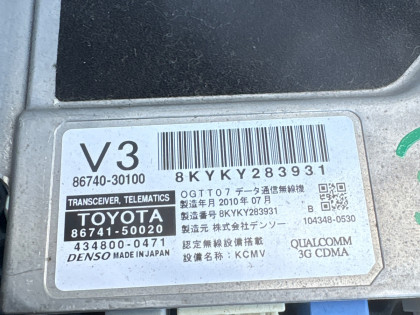 V3
86740-30100
8KYKY283931
TRANSCEIVER, TELEMATICS
TOYOTA
86741-50020
434800-0471
DENSO MADE IN JAPAN
OGTT07 データ通信無線機
製造年月 2010年07月
製造番号 8KYKY283931
製造元 株式会社デンソー
B
104348-0530
認定無線設備搭載
設備名:KCMV
QUALCOMM
3G CDMA